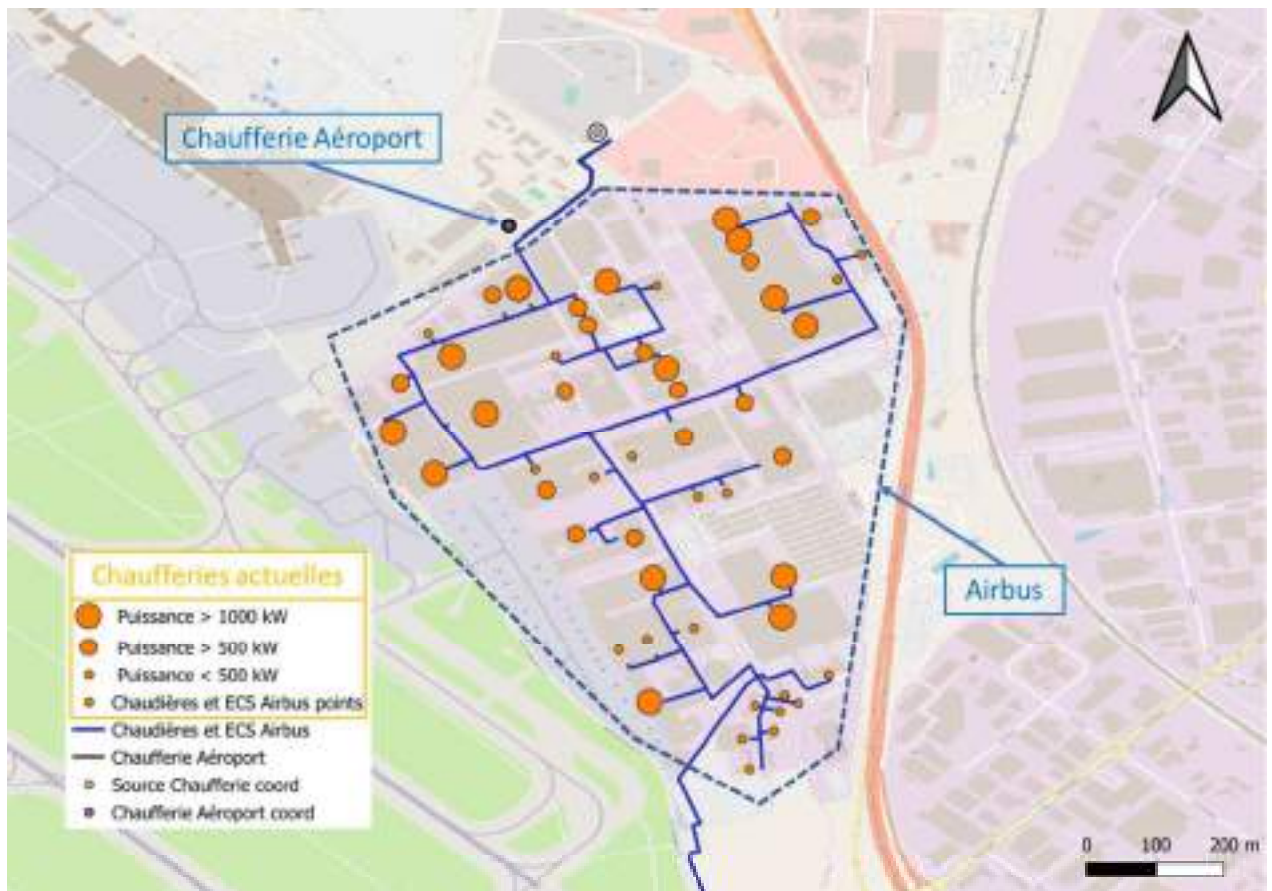 Chaufferie Aéroport
Airbus
Chaufferies actuelles
Puissance > 1000 kW
Puissance > 500 kW
Puissance < 500 kW
Chaudières et ECS Airbus points
Chaudières et ECS Airbus
Chaufferie Aéroport
Source Chaufferie coord
Chaufferie Aéroport coord
0 100 200 m